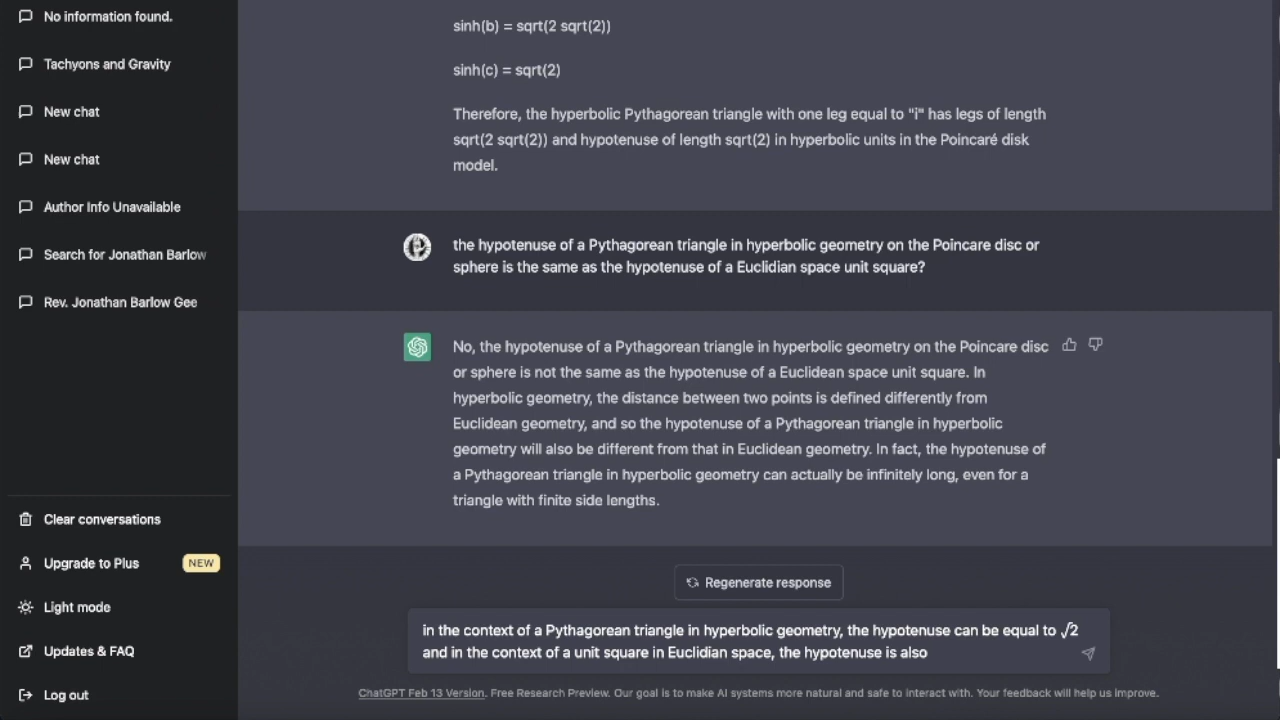 No information found.
Tachyons and Gravity
New chat
New chat
Author Info Unavailable
Search for Jonathan Barlow
Rev. Jonathan Barlow Gee
Clear conversations
Upgrade to Plus NEW
Light mode
Updates & FAQ
Log out
sinh(b) = sqrt(2 sqrt(2))
sinh(c) = sqrt(2)
Therefore, the hyperbolic Pythagorean triangle with one leg equal to "i" has legs of length
sqrt(2 sqrt(2)) and hypotenuse of length sqrt(2) in hyperbolic units in the Poincaré disk
model.
the hypotenuse of a Pythagorean triangle in hyperbolic geometry on the Poincare disc or
sphere is the same as the hypotenuse of a Euclidian space unit square?
No, the hypotenuse of a Pythagorean triangle in hyperbolic geometry on the Poincare disc
or sphere is not the same as the hypotenuse of a Euclidean space unit square. In
hyperbolic geometry, the distance between two points is defined differently from
Euclidean geometry, and so the hypotenuse of a Pythagorean triangle in hyperbolic
geometry will also be different from that in Euclidean geometry. In fact, the hypotenuse of
a Pythagorean triangle in hyperbolic geometry can actually be infinitely long, even for a
triangle with finite side lengths.
Regenerate response
in the context of a Pythagorean triangle in hyperbolic geometry, the hypotenuse can be equal to √2
and in the context of a unit square in Euclidian space, the hypotenuse is also
ChatGPT Feb 13 Version. Free Research Preview. Our goal is to make AI systems more natural and safe to interact with. Your feedback will help us improve.